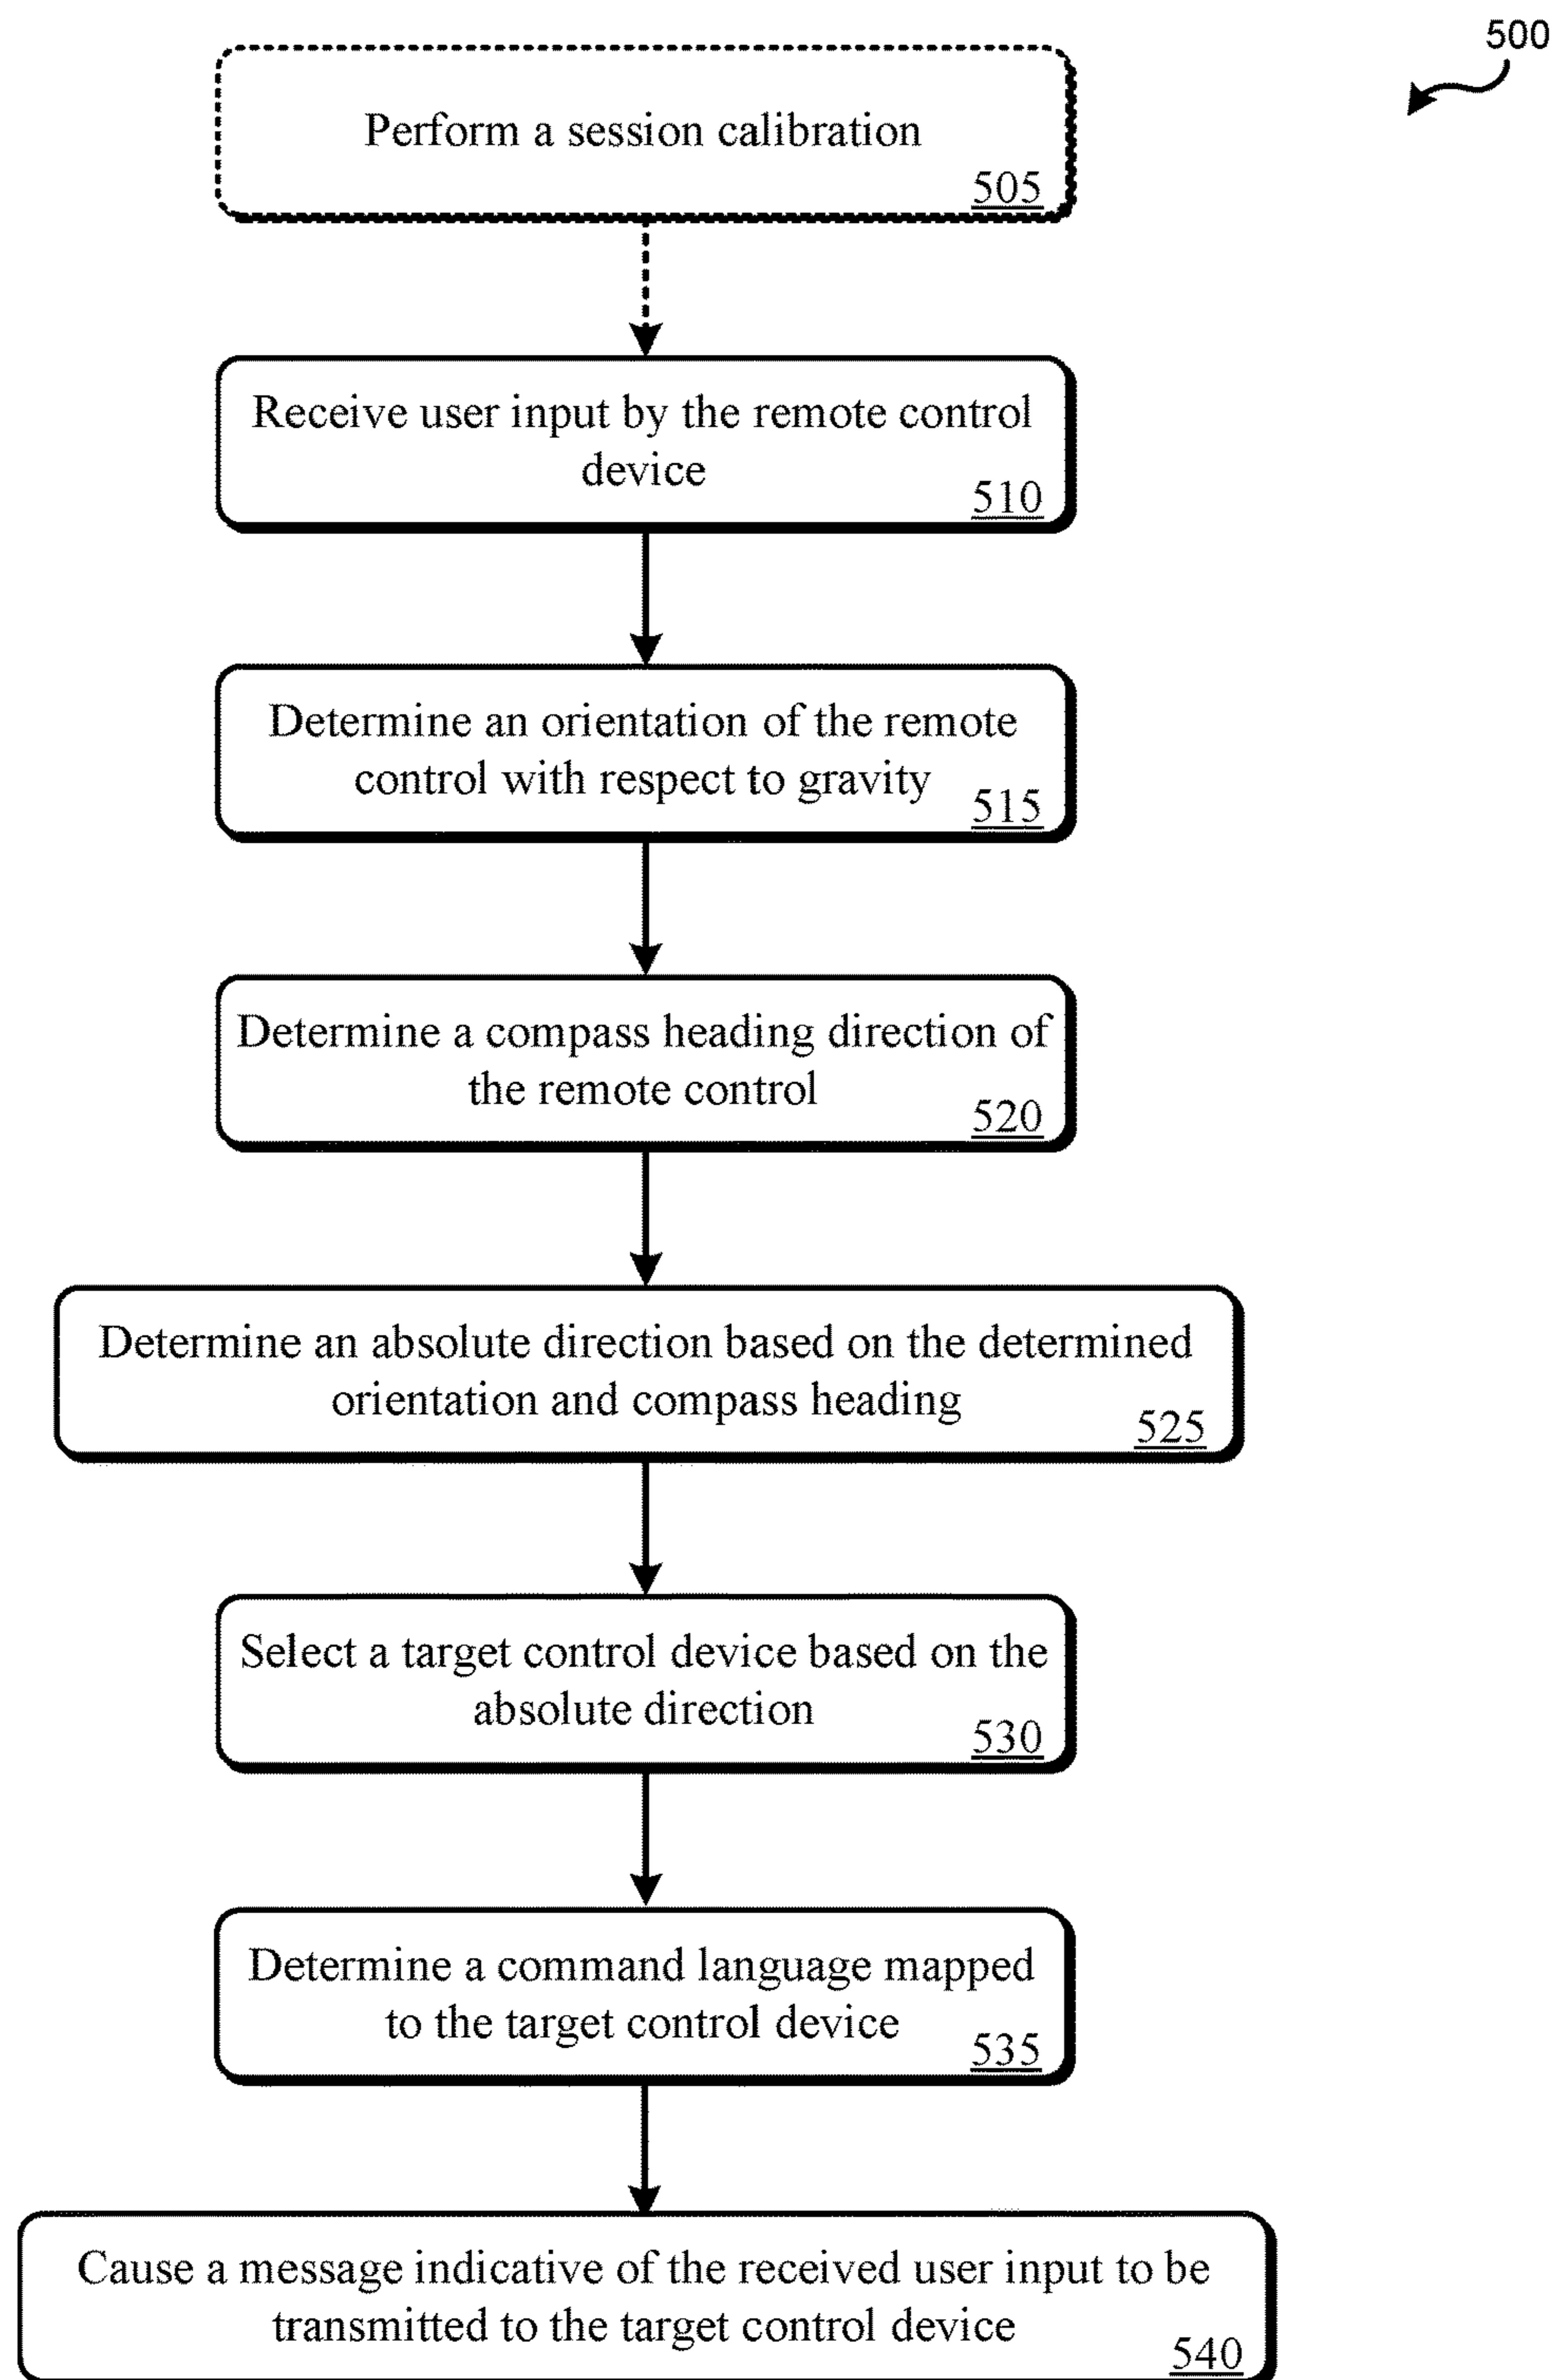 500
Perform a session calibration
505
Receive user input by the remote control
device
510
Determine an orientation of the remote
control with respect to gravity
515
Determine a compass heading direction of
the remote control
520
Determine an absolute direction based on the determined
orientation and compass heading
525
Select a target control device based on the
absolute direction
530
Determine a command language mapped
to the target control device
535
Cause a message indicative of the received user input to be
transmitted to the target control device
540